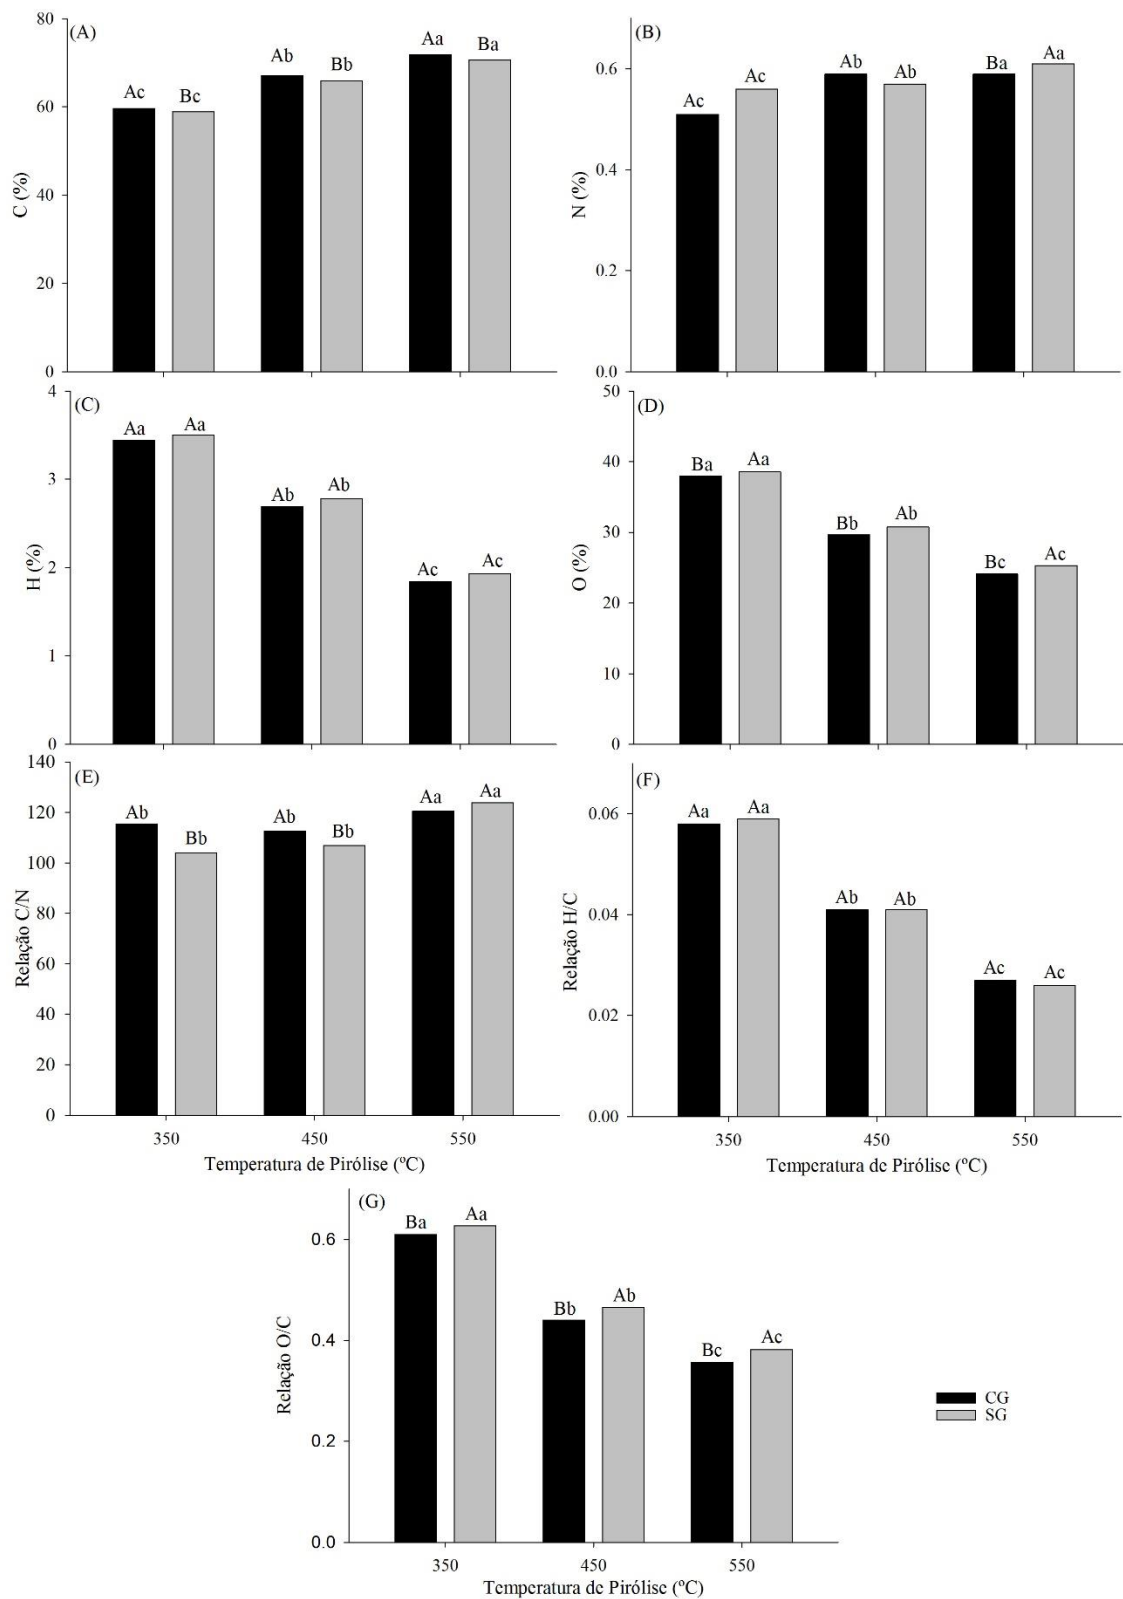 (A)
C (%)
80
60
40
20
0
Ac
Bc
Ab
Bb
Aa
Ba
(B)
N (%)
0.6
0.4
0.2
0.0
Ac
Ac
Ab
Ab
Ba
Aa
(C)
H (%)
4
3
2
1
0
Aa
Aa
Ab
Ab
Ac
Ac
(D)
O (%)
50
40
30
20
10
0
Ba
Aa
Bb
Ab
Bc
Ac
(E)
Relação C/N
140
120
100
80
60
40
20
0
Ab
Bb
Ab
Bb
Aa
Aa
350
450
550
Temperatura de Pirólise (ºC)
(F)
Relação H/C
0.06
0.04
0.02
0.00
Aa
Aa
Ab
Ab
Ac
Ac
350
450
550
Temperatura de Pirólise (ºC)
(G)
Relação O/C
0.6
0.4
0.2
0.0
Ba
Aa
Bb
Ab
Bc
Ac
350
450
550
Temperatura de Pirólise (ºC)
CG
SG